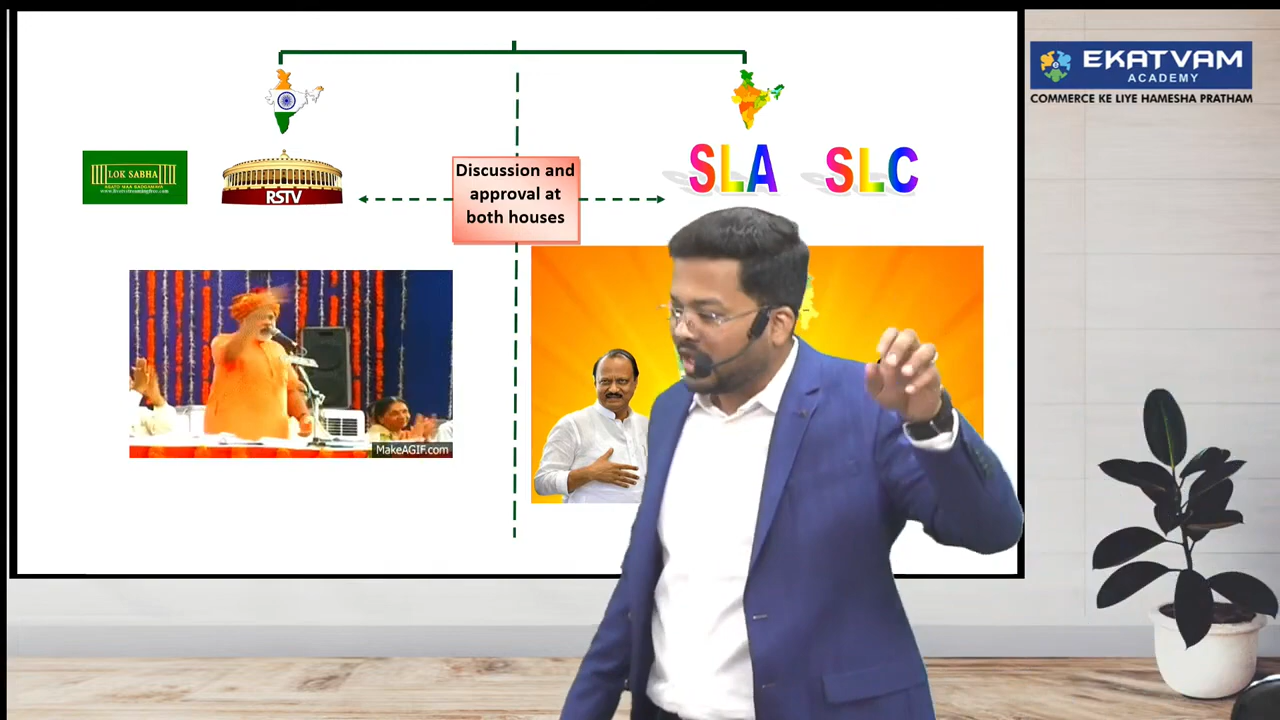 EKATVAM
ACADEMY
COMMERCE KE LIYE HAMESHA PRATHAM
LOK SABHA
RSTV
Discussion and
approval at
both houses
SLA SLC
MakeAGIF.com